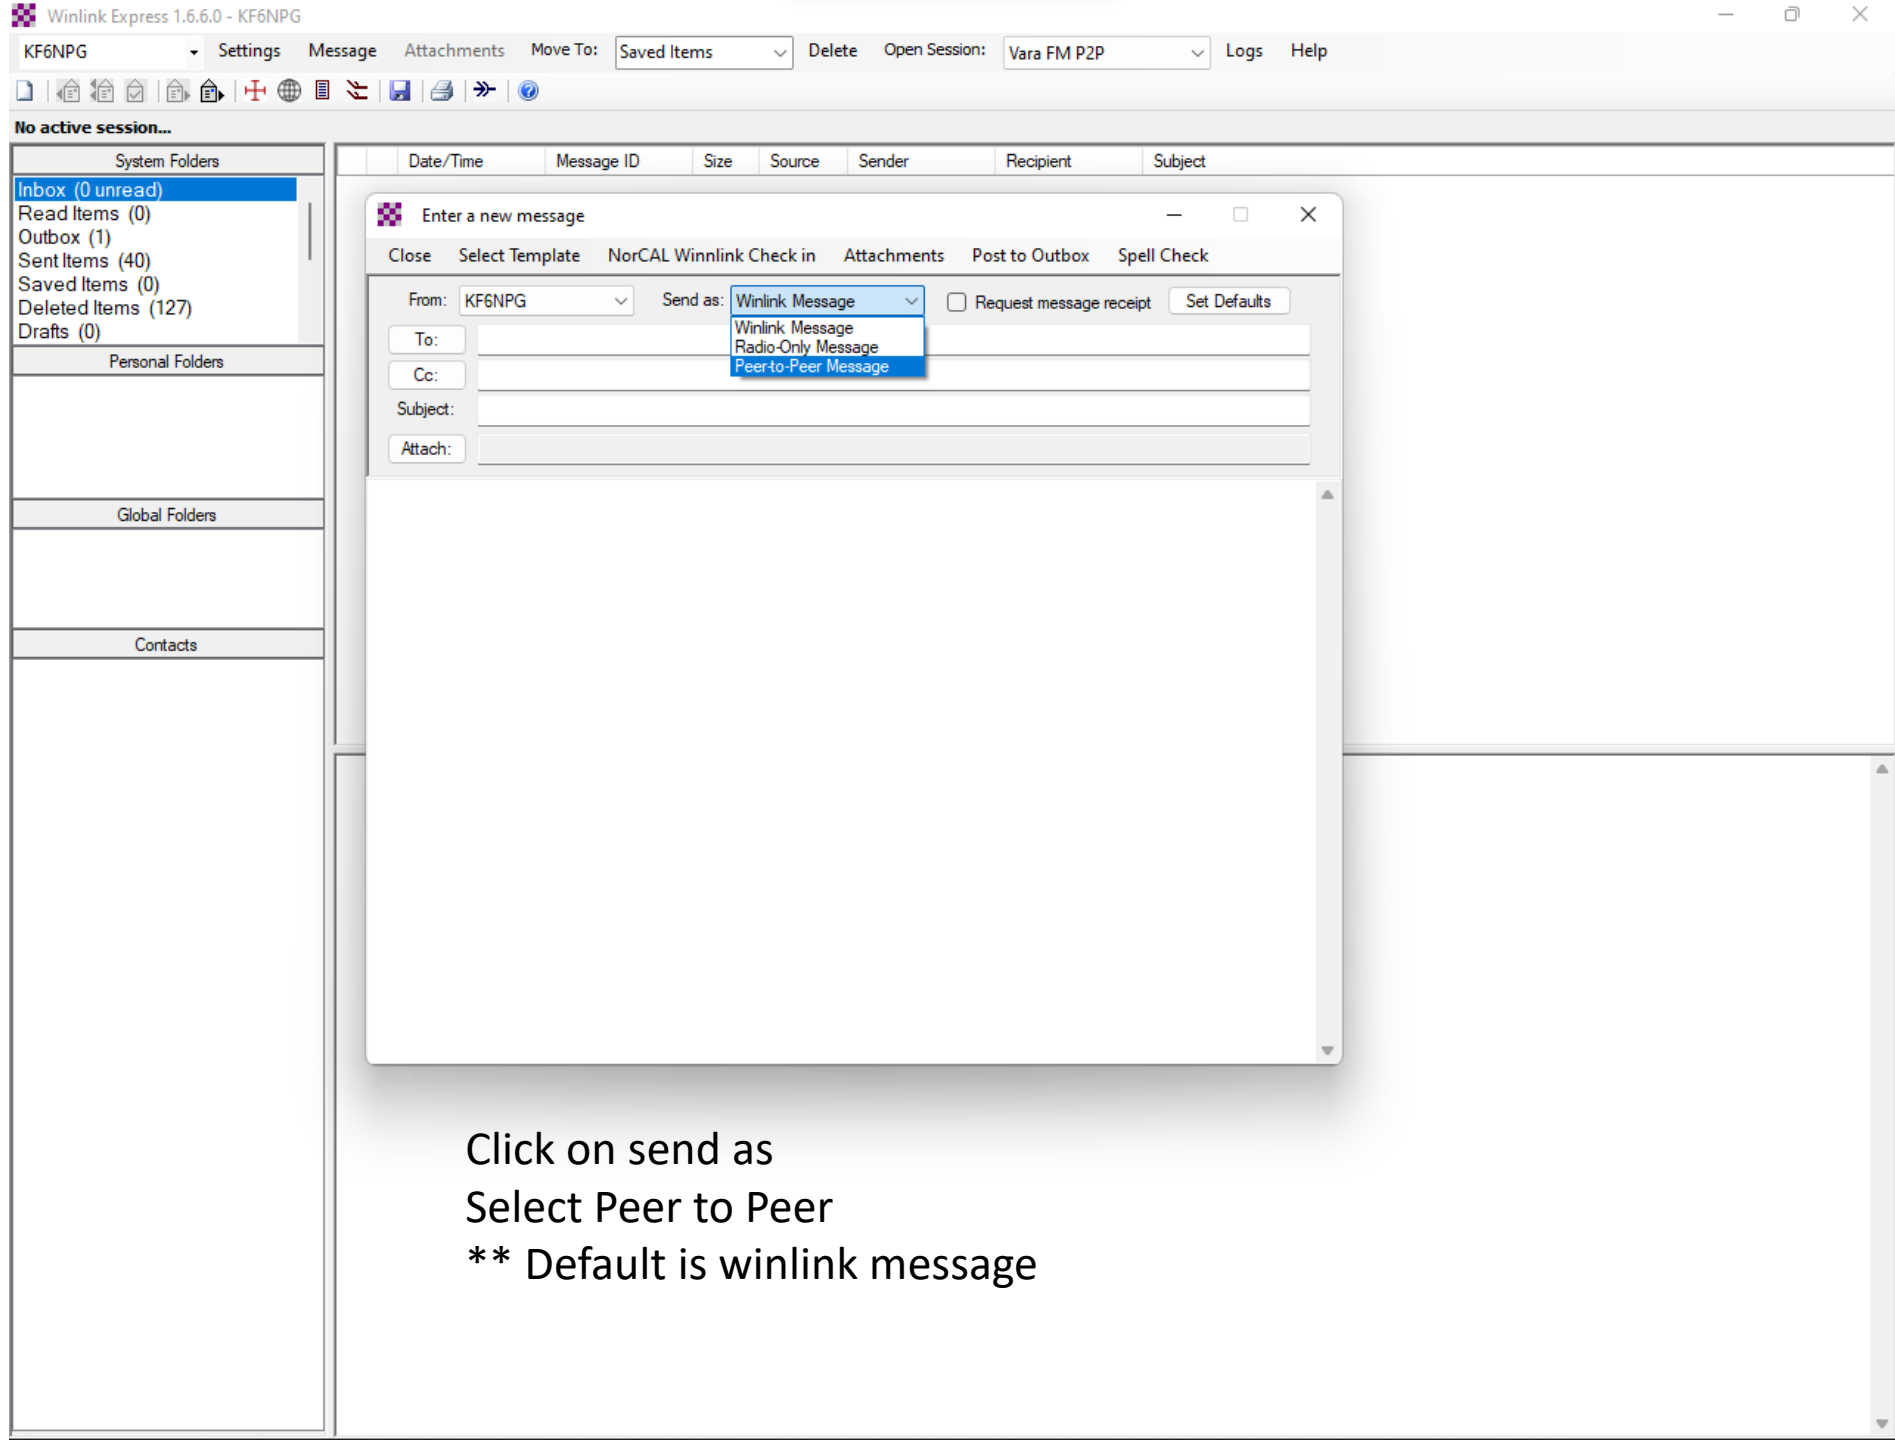 Winlink Express 1.6.6.0 - KF6NPG
KF6NPG Settings Message Attachments Move To: Saved Items Delete Open Session: Vara FM P2P Logs Help
No active session...
System Folders
Inbox (0 unread)
Read Items (0)
Outbox (1)
Sent Items (40)
Saved Items (0)
Deleted Items (127)
Drafts (0)
Personal Folders
Global Folders
Contacts
Date/Time Message ID Size Source Sender Recipient Subject
Enter a new message
Close Select Template NorCAL Winnlink Check in Attachments Post to Outbox Spell Check
From: KF6NPG Send as: Winlink Message Request message receipt Set Defaults
Winlink Message
Radio-Only Message
Peer-to-Peer Message
To:
Cc:
Subject:
Attach:
Click on send as
Select Peer to Peer
** Default is winlink message